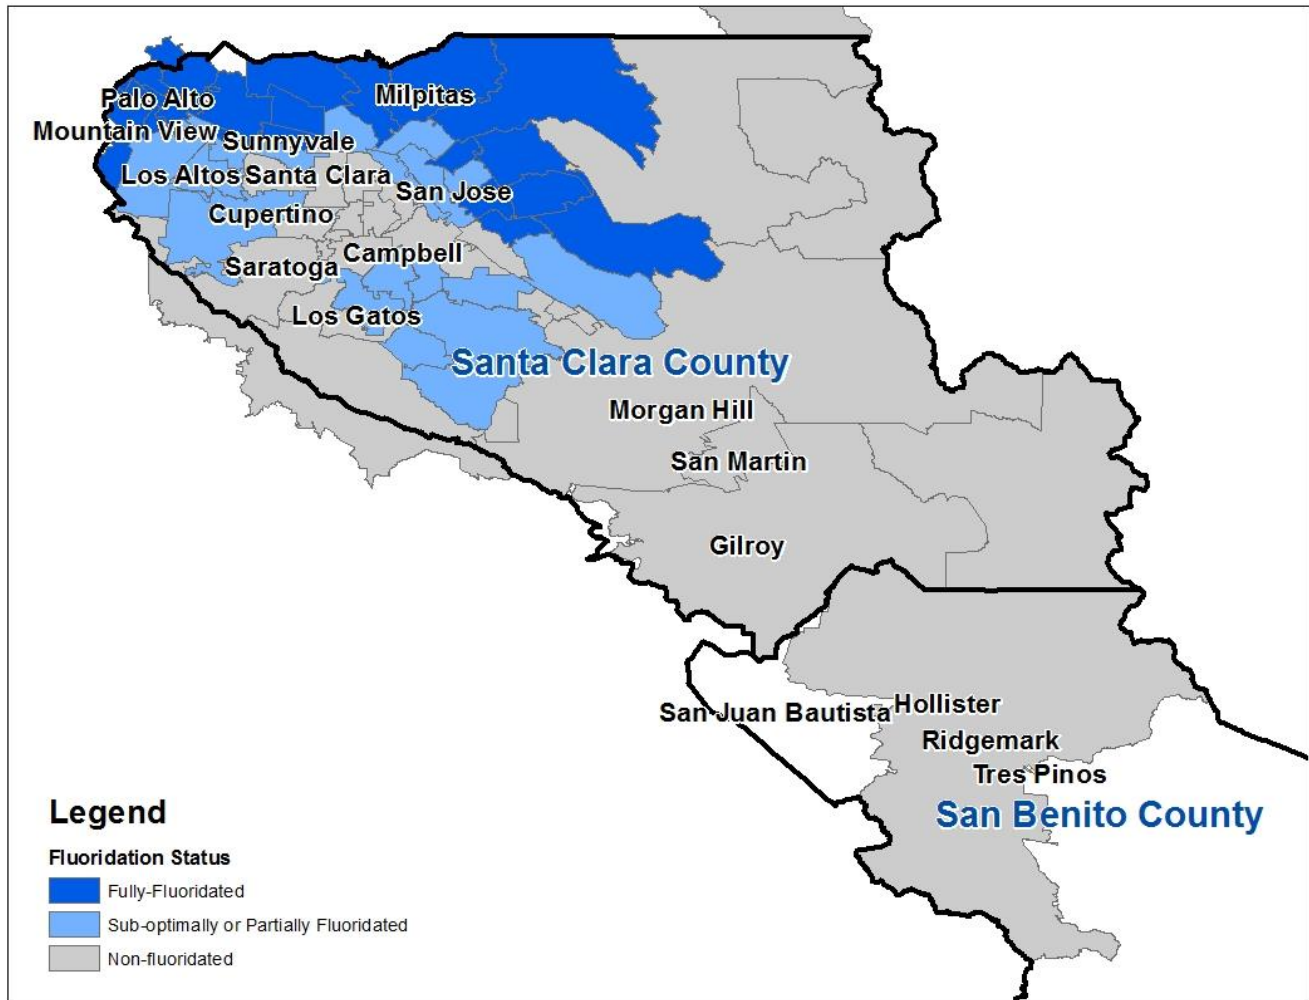 Palo Alto
Milpitas
Mountain View
Sunnyvale
Los Altos
Santa Clara
San Jose
Cupertino
Campbell
Saratoga
Los Gatos
Santa Clara County
Morgan Hill
San Martin
Gilroy
San Juan Bautista
Hollister
Ridgemark
Tres Pinos
San Benito County
Legend
Fluoridation Status
Fully-Fluoridated
Sub-optimally or Partially Fluoridated
Non-fluoridated